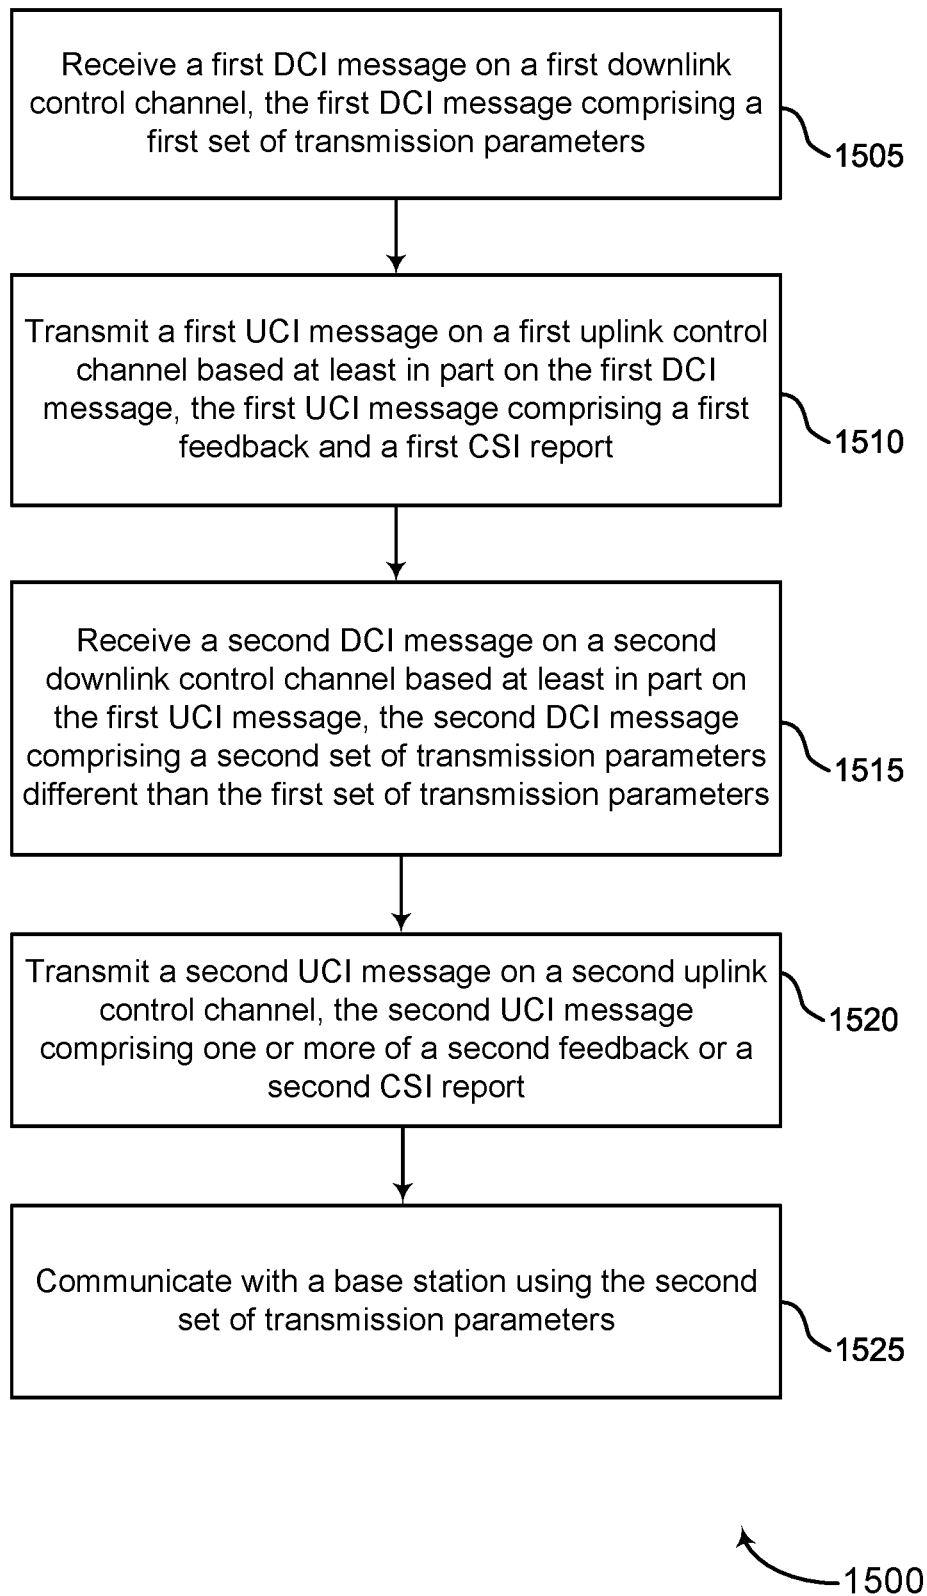 Receive a first DCI message on a first downlink
control channel, the first DCI message comprising a
first set of transmission parameters
1505
Transmit a first UCI message on a first uplink control
channel based at least in part on the first DCI
message, the first UCI message comprising a first
feedback and a first CSI report
1510
Receive a second DCI message on a second
downlink control channel based at least in part on
the first UCI message, the second DCI message
comprising a second set of transmission parameters
different than the first set of transmission parameters
1515
Transmit a second UCI message on a second uplink
control channel, the second UCI message
comprising one or more of a second feedback or a
second CSI report
1520
Communicate with a base station using the second
set of transmission parameters
1525
1500